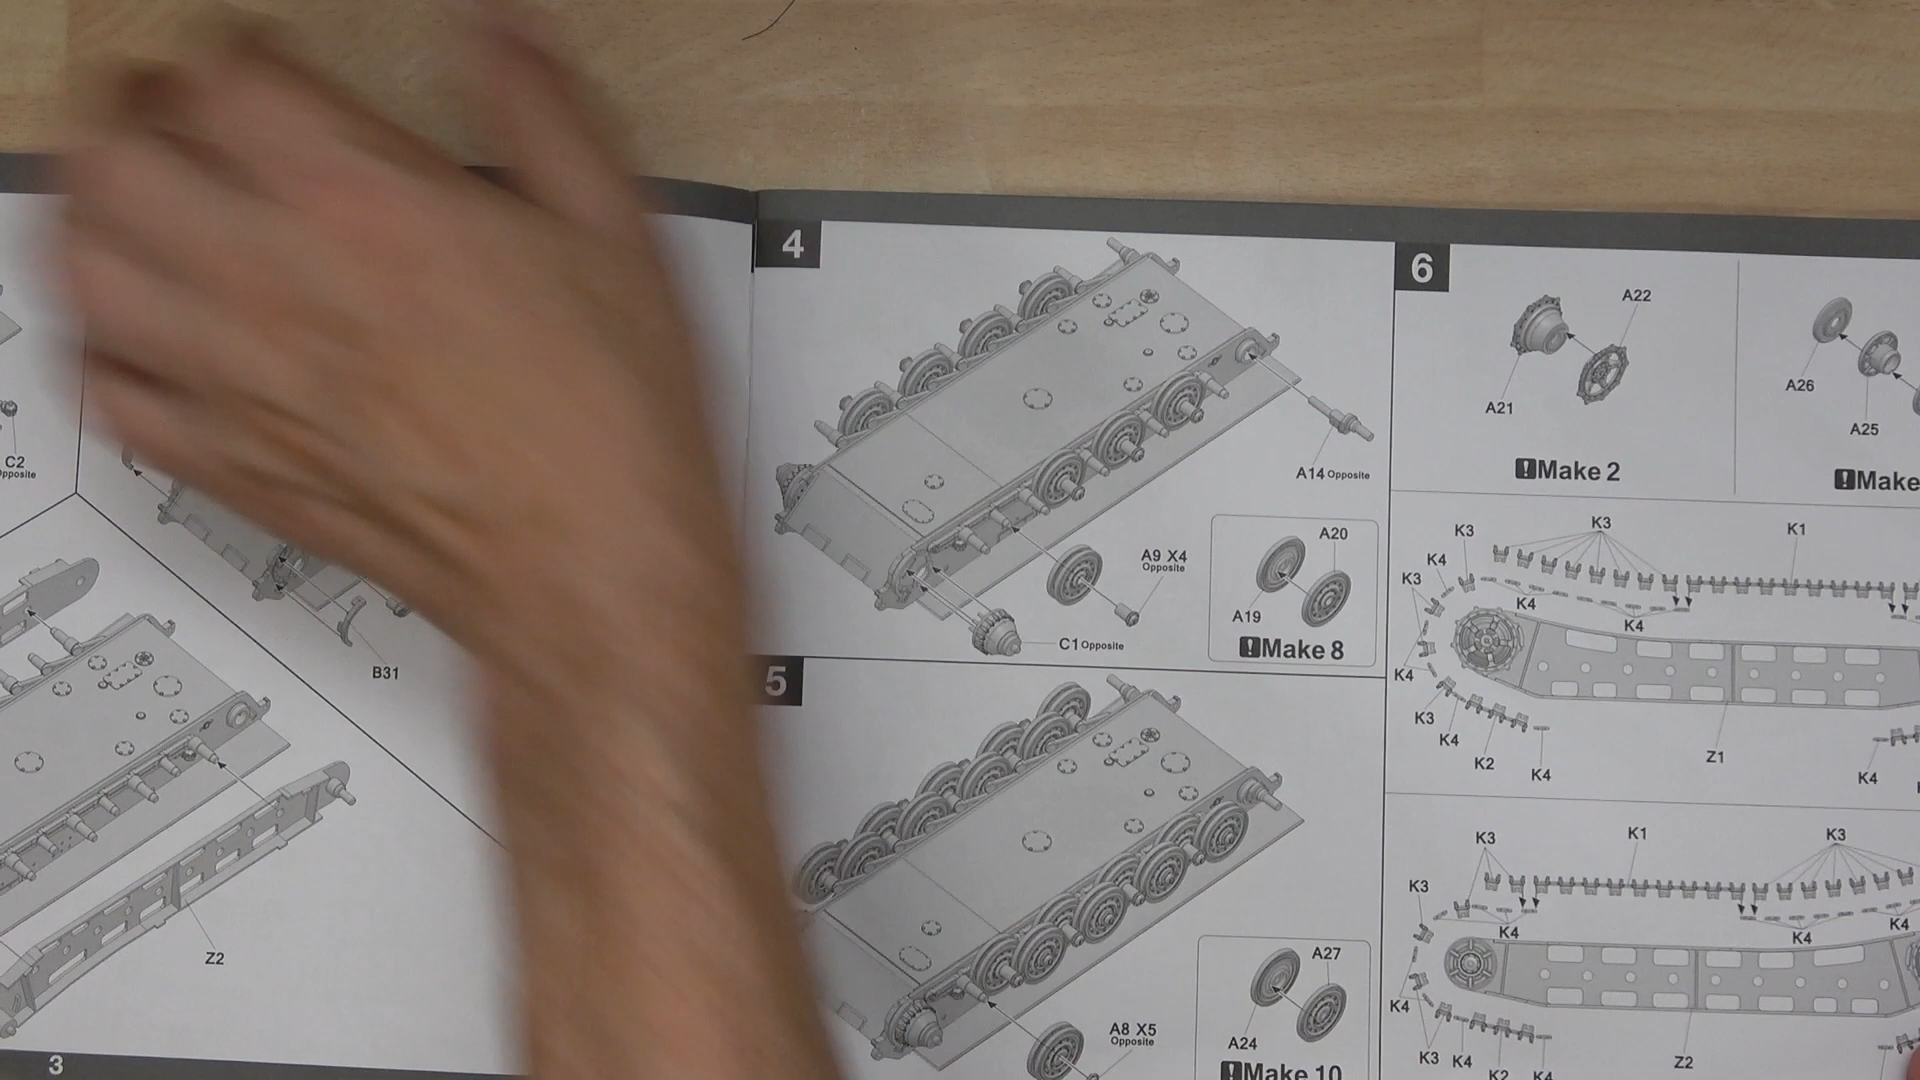 C2
B31
Z2
3
4
A14 Opposite
A9 X4
Opposite
C1 Opposite
A20
A19
!Make 8
5
A8 X5
Opposite
A27
A24
!Make 10
6
A22
A21
!Make 2
A26
A25
!Make
K3
K3
K1
K4
K3
K4
K4
K4
K3
K4
K2
K4
Z1
K4
K3
K1
K3
K3
K4
K4
K4
K4
K3
K4
K2
K4
Z2